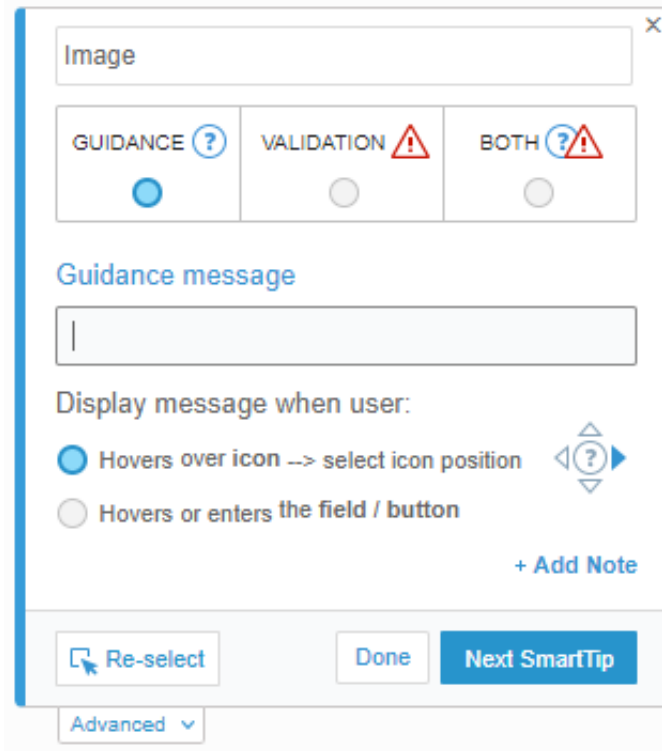 Image
GUIDANCE ? VALIDATION ! BOTH ? !
Guidance message
Display message when user:
Hovers over icon --> select icon position ?
Hovers or enters the field / button
+ Add Note
Re-select Done Next SmartTip
Advanced